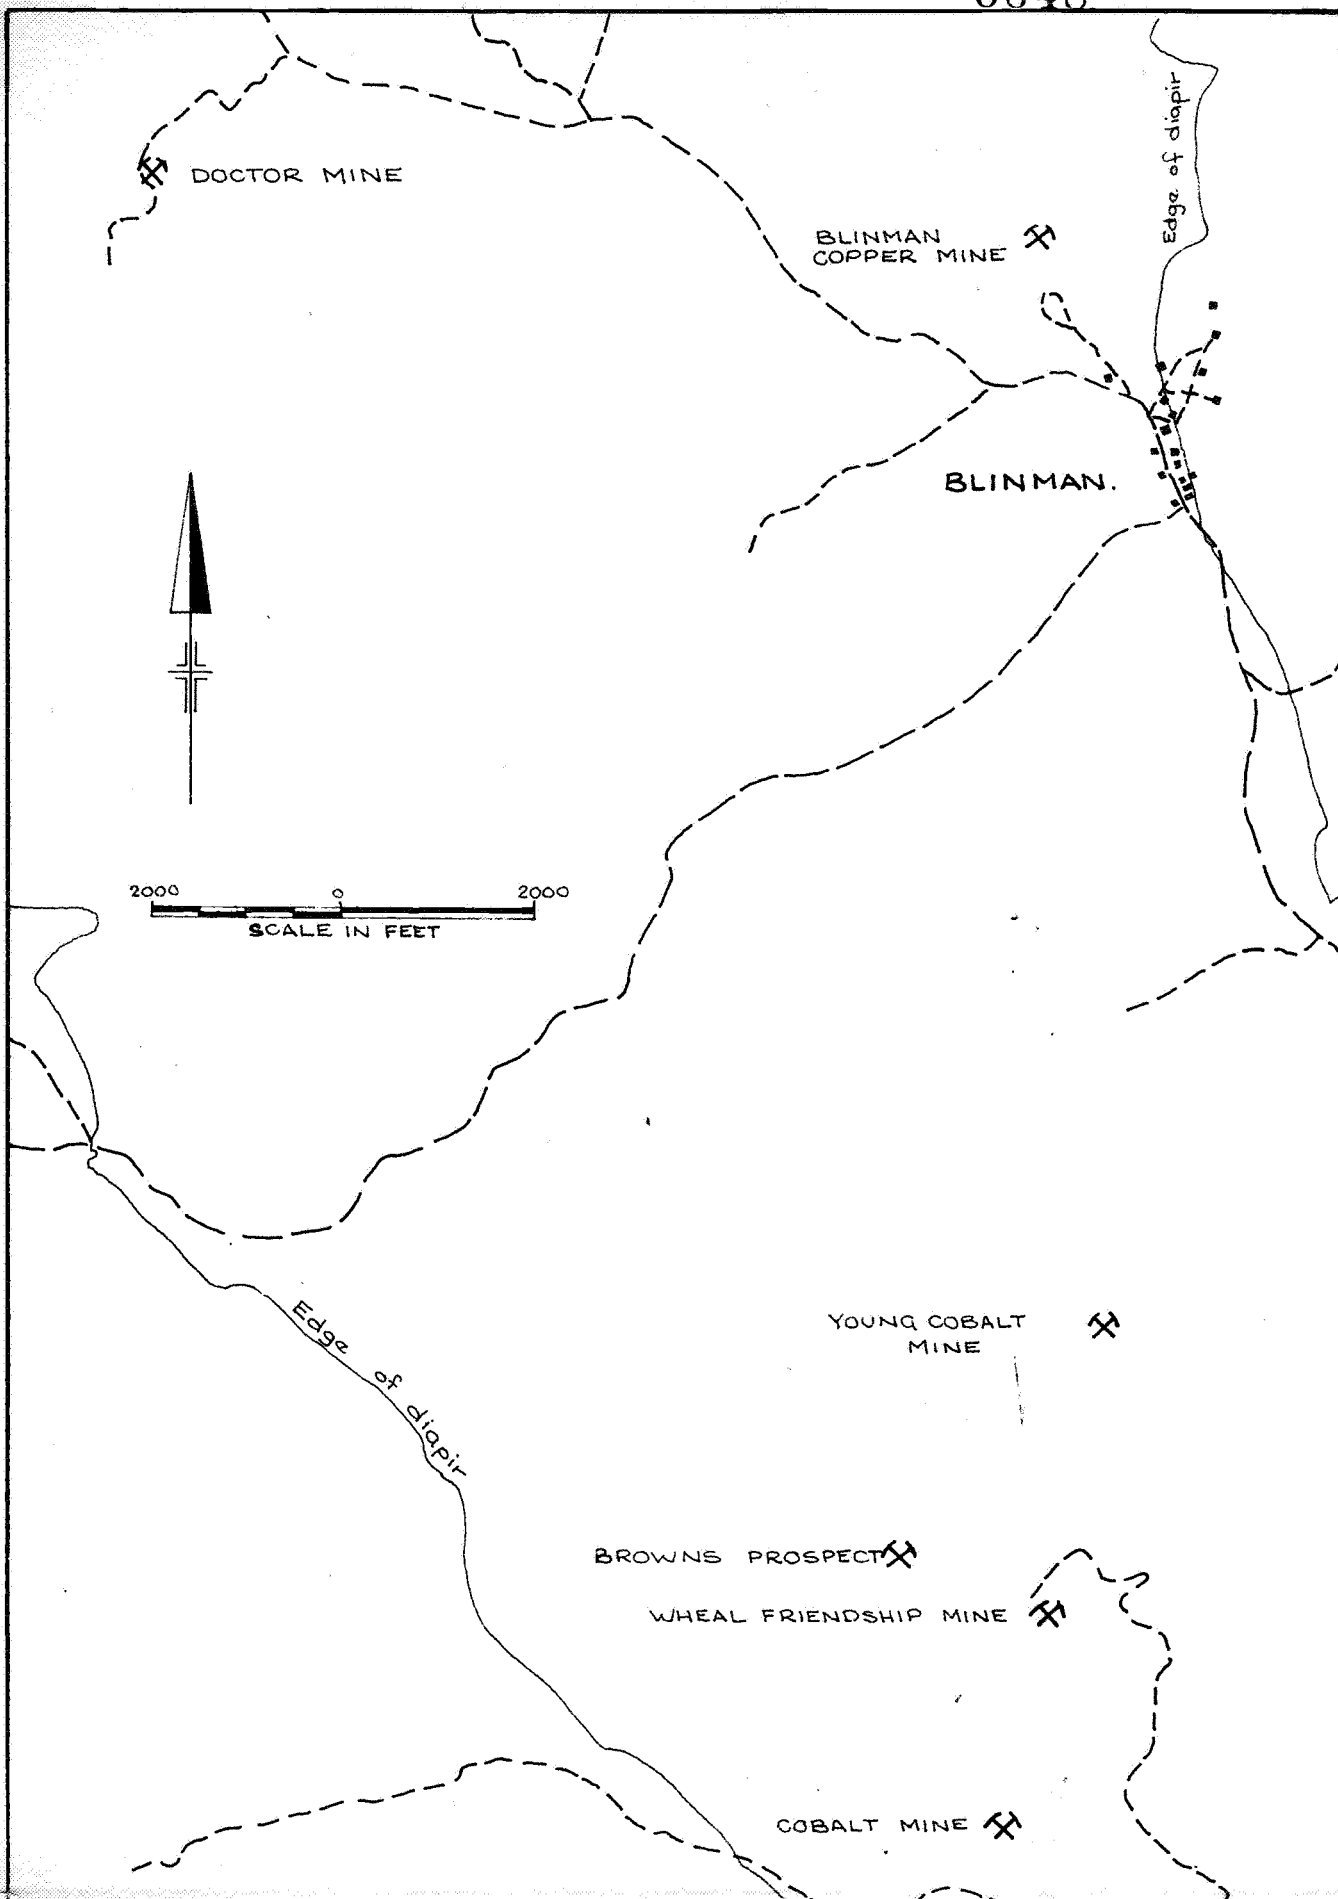 Edge of diapir
DOCTOR MINE
BLINMAN
COPPER MINE
BLINMAN.
2000 0 2000
SCALE IN FEET
Edge of diapir
YOUNG COBALT
MINE
BROWNS PROSPECT
WHEAL FRIENDSHIP MINE
COBALT MINE